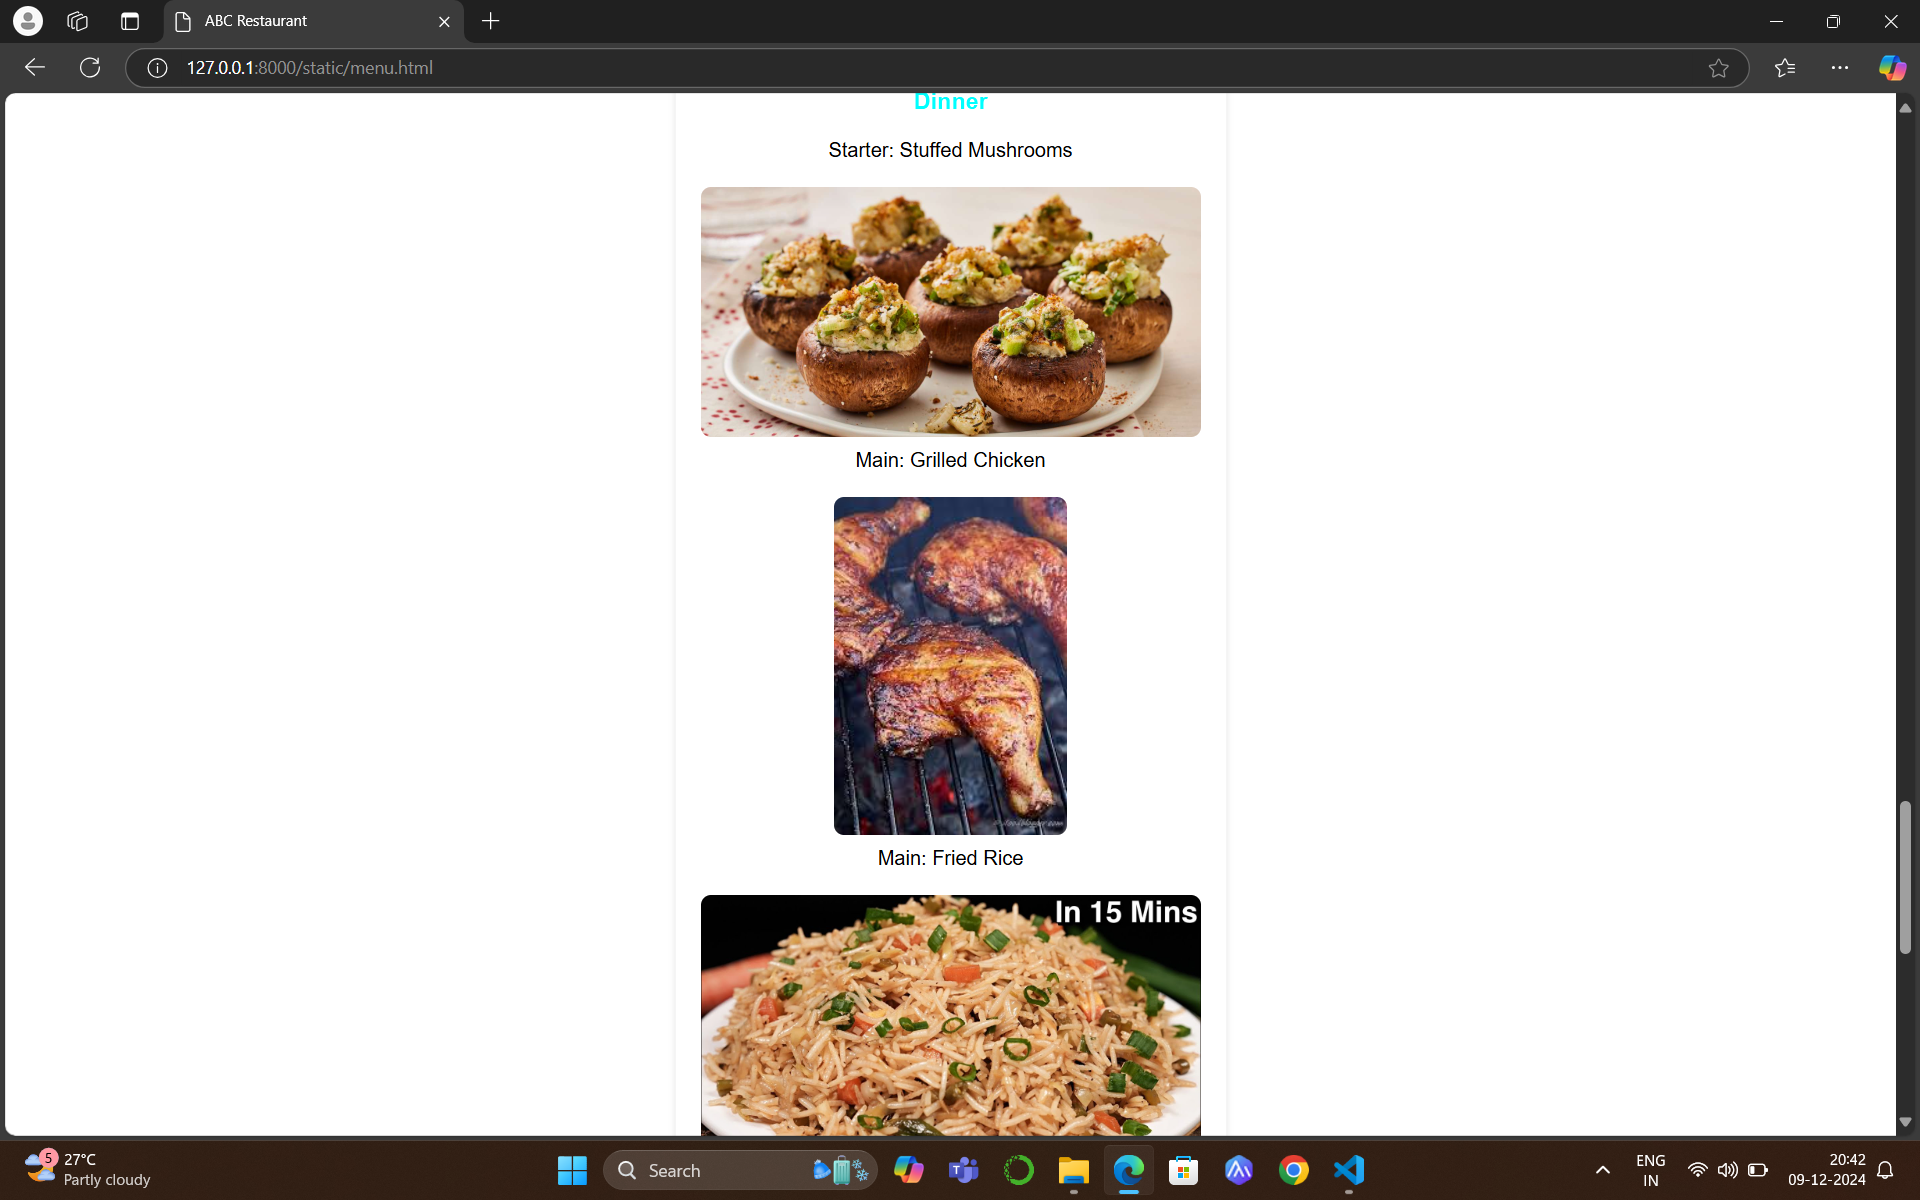 ABC Restaurant
127.0.0.1:8000/static/menu.html
Dinner
Starter: Stuffed Mushrooms
Main: Grilled Chicken
Main: Fried Rice
In 15 Mins
5
27°C
Partly cloudy
Search
ENG
IN
20:42
09-12-2024